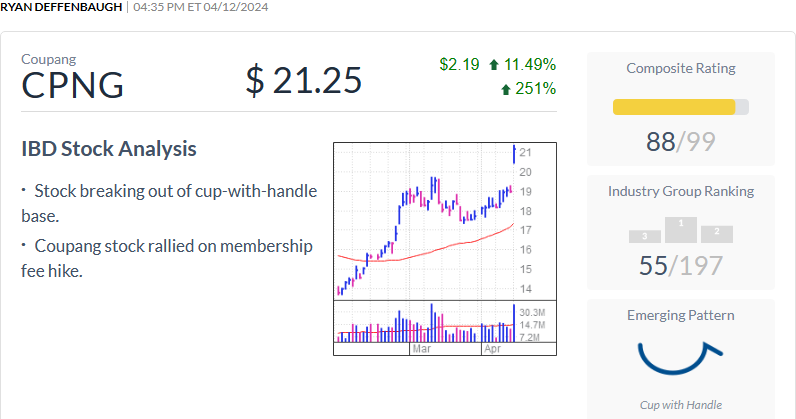 RYAN DEFFENBAUGH | 04:35 PM ET 04/12/2024
Coupang
CPNG
$ 21.25
$2.19 11.49%
251%
IBD Stock Analysis
· Stock breaking out of cup-with-handle
base.
· Coupang stock rallied on membership
fee hike.
21
20
19
18
17
16
15
14
30.3M
14.7M
7.2M
Mar Apr
Composite Rating
88/99
Industry Group Ranking
3 1 2
55/197
Emerging Pattern
Cup with Handle